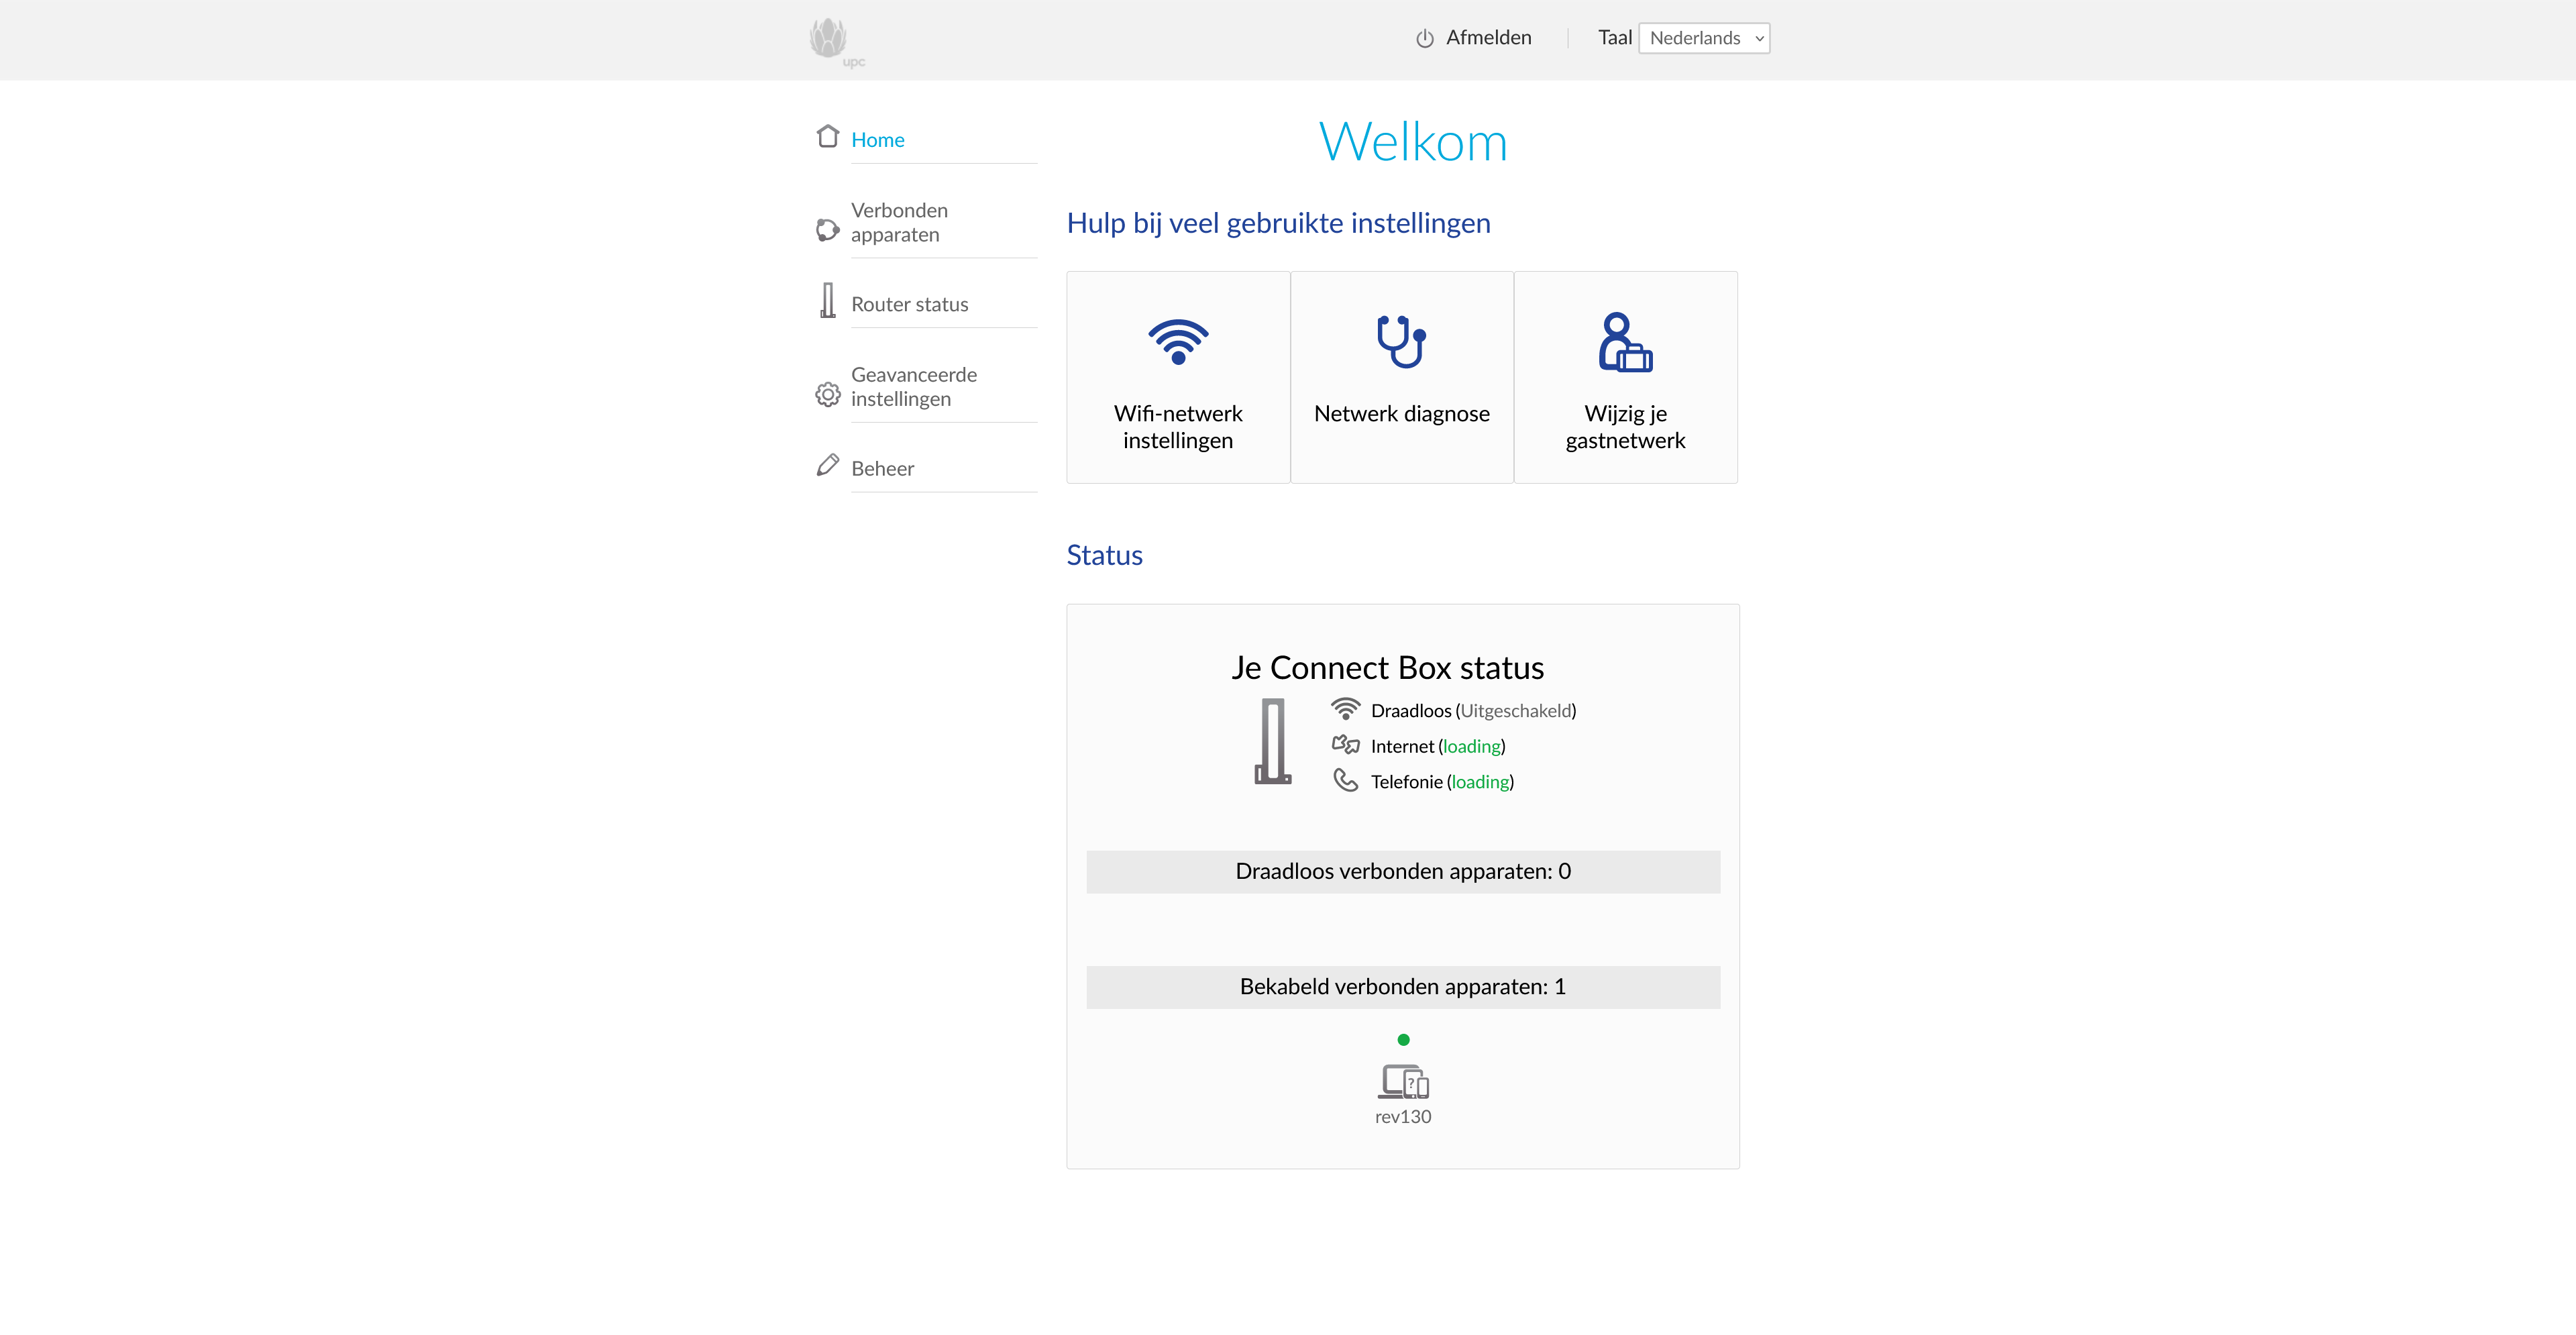 upc
Afmelden
Taal Nederlands
Home
Verbonden
apparaten
Router status
Geavanceerde
instellingen
Beheer
Welkom
Hulp bij veel gebruikte instellingen
Wifi-netwerk
instellingen
Netwerk diagnose
Wijzig je
gastnetwerk
Status
Je Connect Box status
Draadloos (Uitgeschakeld)
Internet (loading)
Telefonie (loading)
Draadloos verbonden apparaten: 0
Bekabeld verbonden apparaten: 1
?
rev130